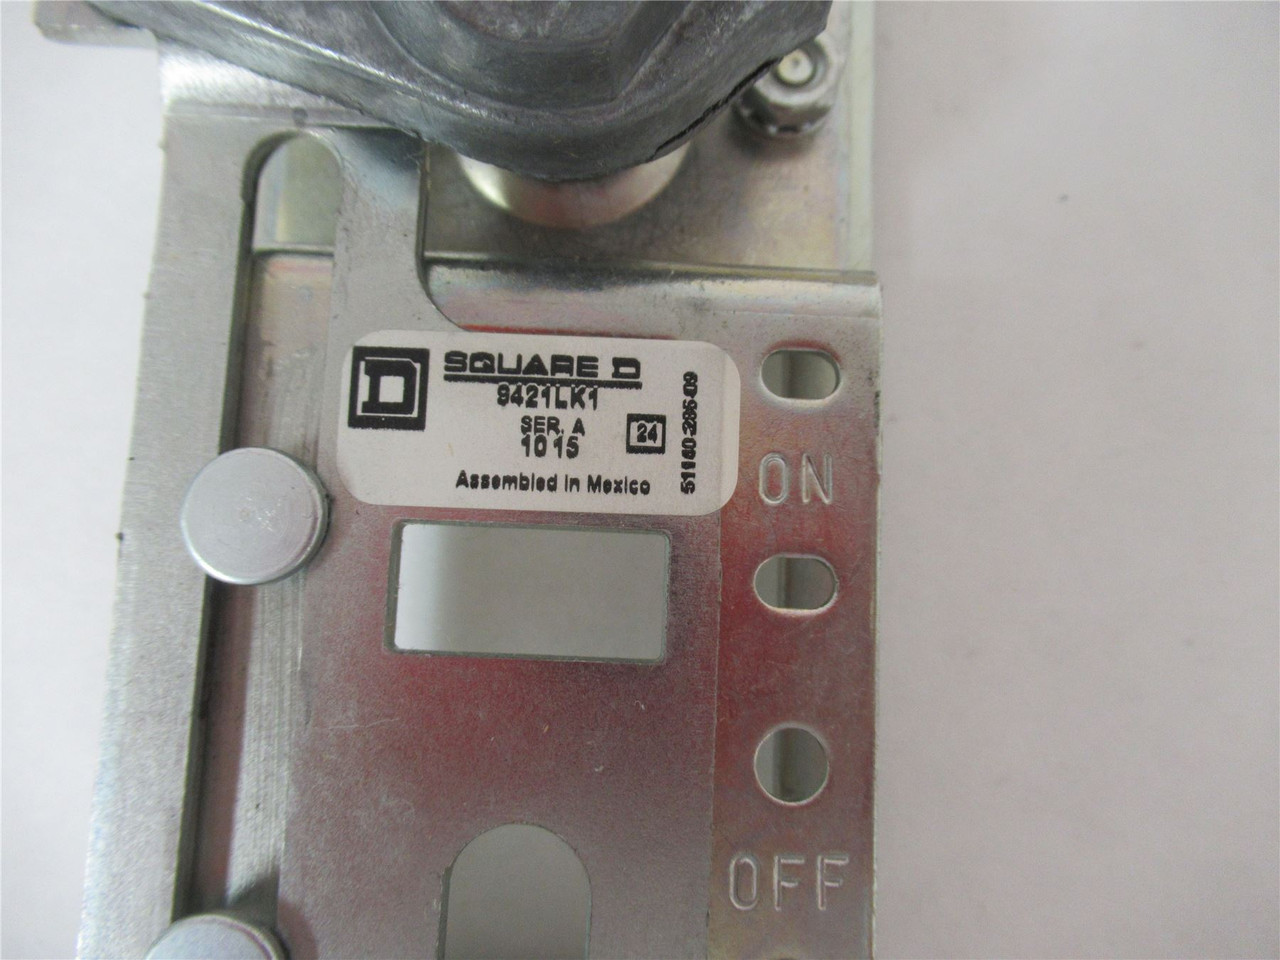 D SQUARE D
9421LK1
SER. A
1015
24
Assembled in Mexico
51160-286-09
ON
OFF